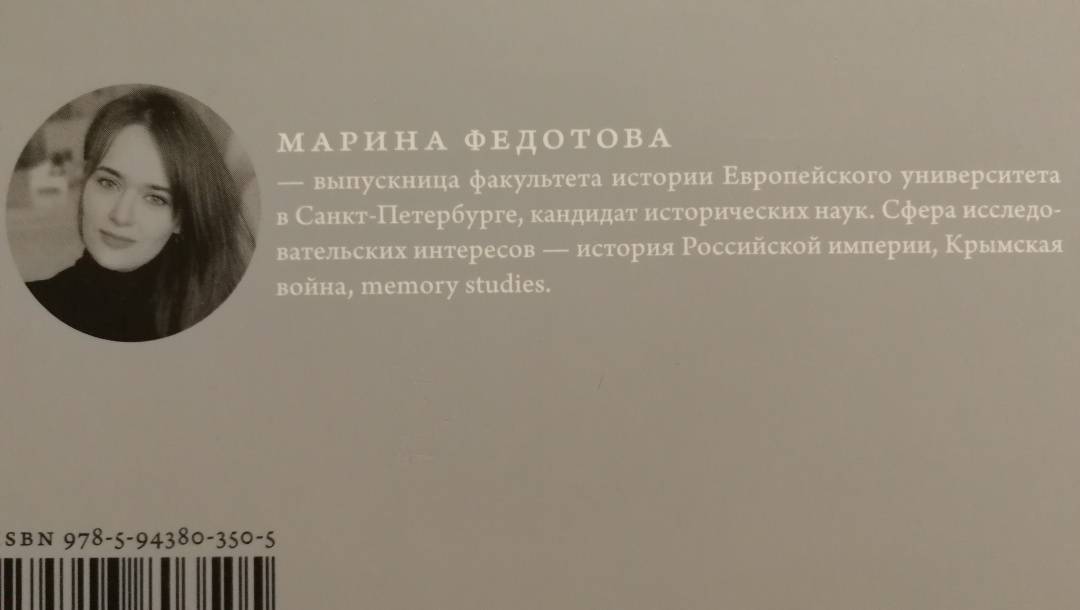 МАРИНА ФЕДОТОВА
— выпускница факультета истории Европейского университета
в Санкт-Петербурге, кандидат исторических наук. Сфера исследо-
вательских интересов — история Российской империи, Крымская
война, memory studies.
ISBN 978-5-94380-350-5